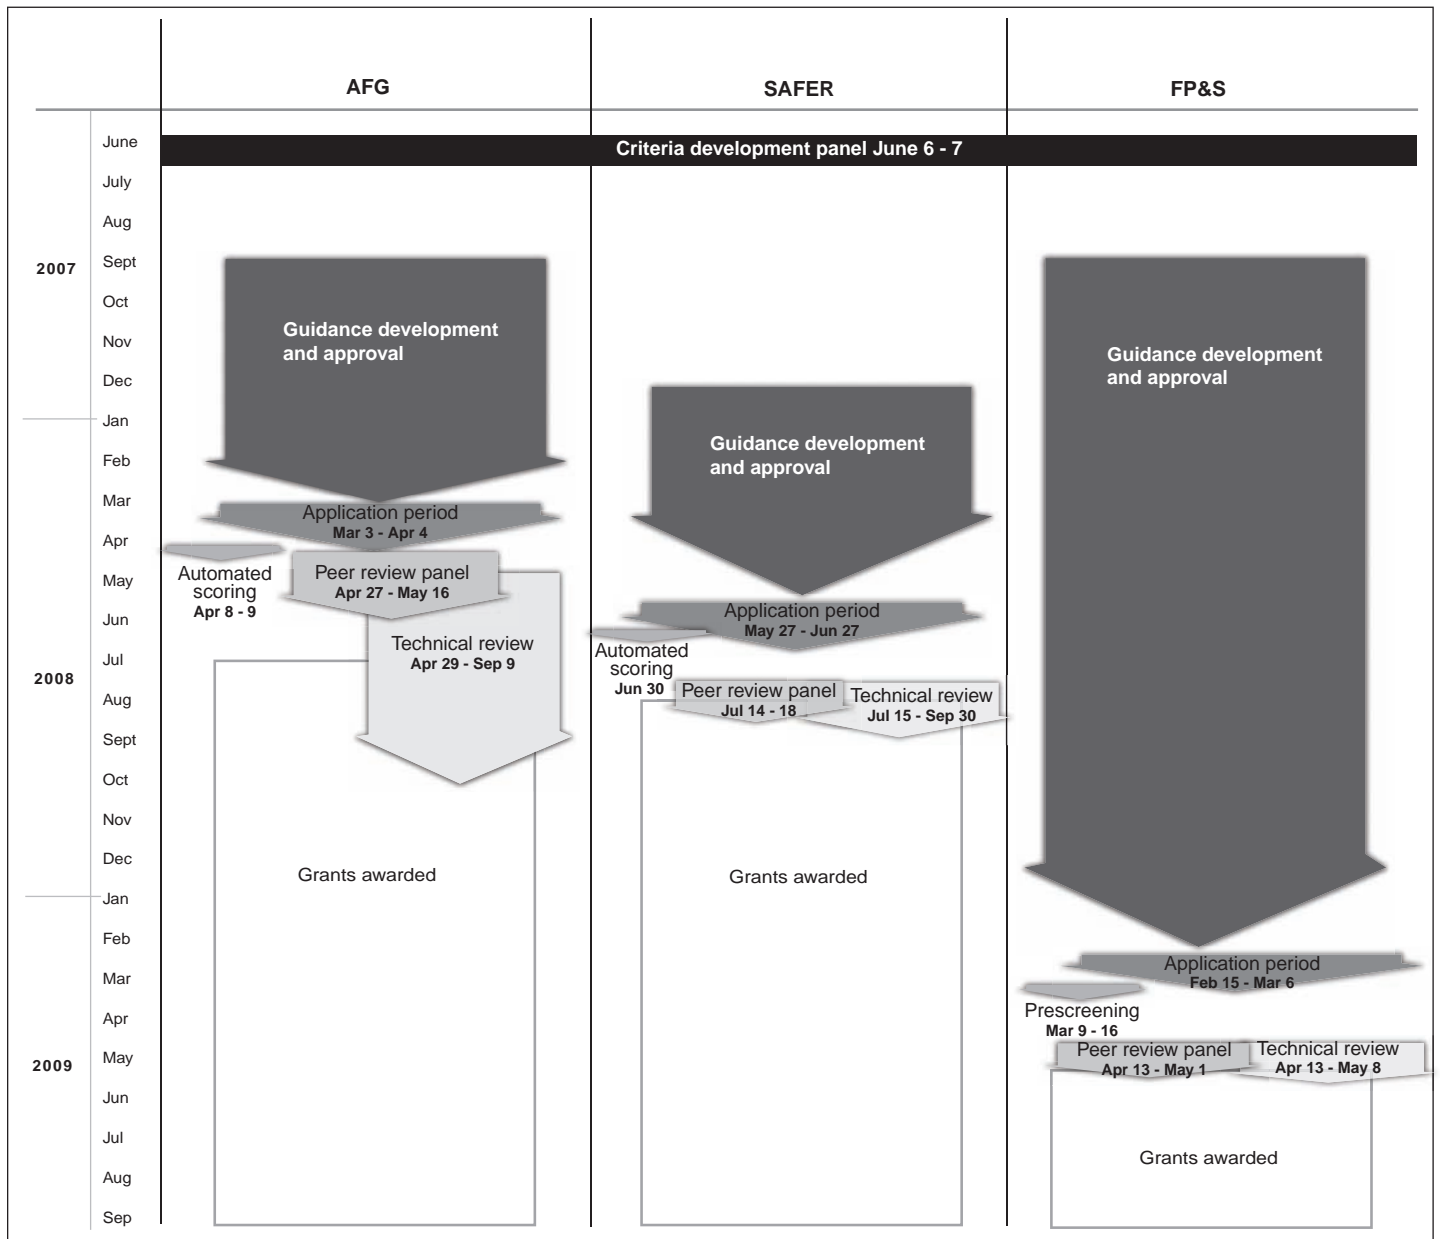 AFG
SAFER
FP&S
Criteria development panel June 6 - 7
2007
June
July
Aug
Sept
Oct
Nov
Dec
2008
Jan
Feb
Mar
Apr
May
Jun
Jul
Aug
Sept
Oct
Nov
Dec
2009
Jan
Feb
Mar
Apr
May
Jun
Jul
Aug
Sep
Guidance development
and approval
Application period
Mar 3 - Apr 4
Automated
scoring
Apr 8 - 9
Peer review panel
Apr 27 - May 16
Technical review
Apr 29 - Sep 9
Grants awarded
Guidance development
and approval
Application period
May 27 - Jun 27
Automated
scoring
Jun 30
Peer review panel
Jul 14 - 18
Technical review
Jul 15 - Sep 30
Grants awarded
Guidance development
and approval
Application period
Feb 15 - Mar 6
Prescreening
Mar 9 - 16
Peer review panel
Apr 13 - May 1
Technical review
Apr 13 - May 8
Grants awarded